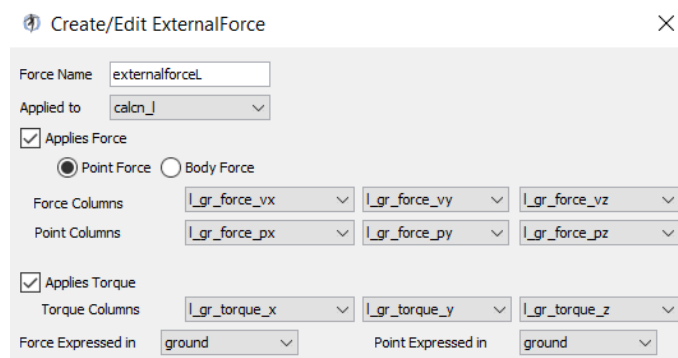 Create/Edit ExternalForce
Force Name externalforceL
Applied to calcn_l
Applies Force
Point Force Body Force
Force Columns l_gr_force_vx l_gr_force_vy l_gr_force_vz
Point Columns l_gr_force_px l_gr_force_py l_gr_force_pz
Applies Torque
Torque Columns l_gr_torque_x l_gr_torque_y l_gr_torque_z
Force Expressed in ground Point Expressed in ground